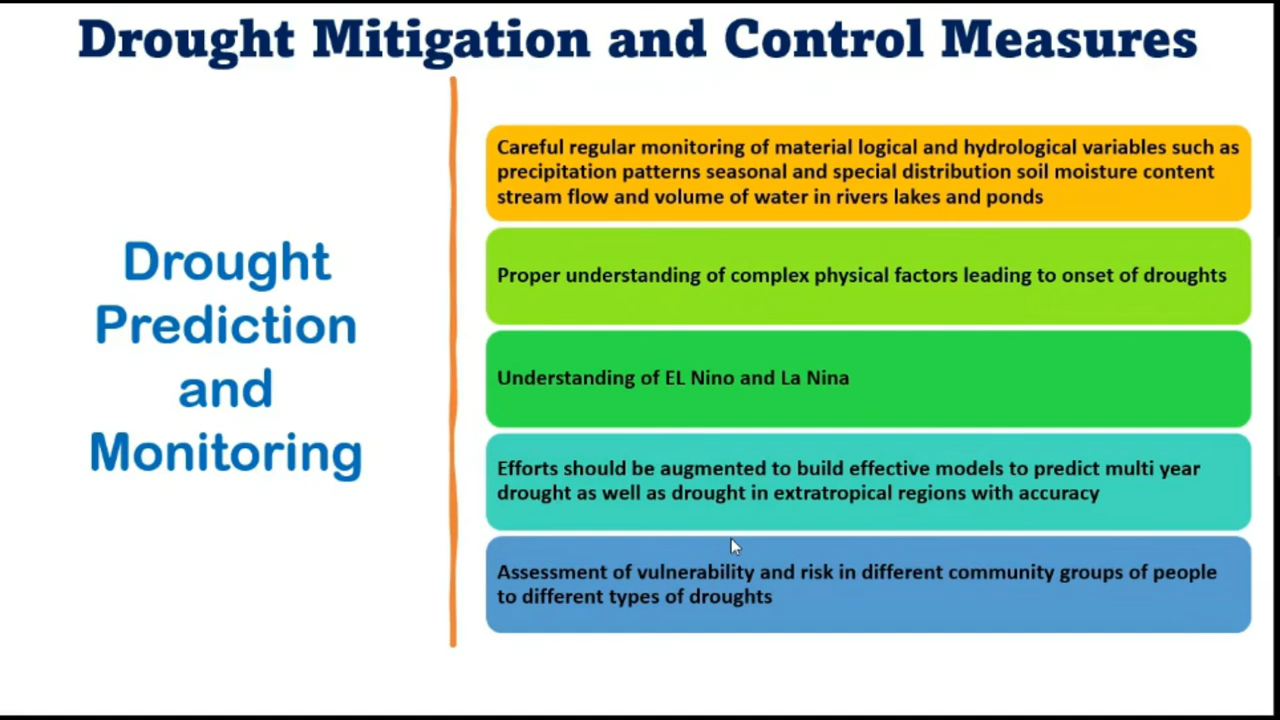 Drought Mitigation and Control Measures
Drought
Prediction
and
Monitoring
Careful regular monitoring of material logical and hydrological variables such as
precipitation patterns seasonal and special distribution soil moisture content
stream flow and volume of water in rivers lakes and ponds
Proper understanding of complex physical factors leading to onset of droughts
Understanding of EL Nino and La Nina
Efforts should be augmented to build effective models to predict multi year
drought as well as drought in extratropical regions with accuracy
Assessment of vulnerability and risk in different community groups of people
to different types of droughts